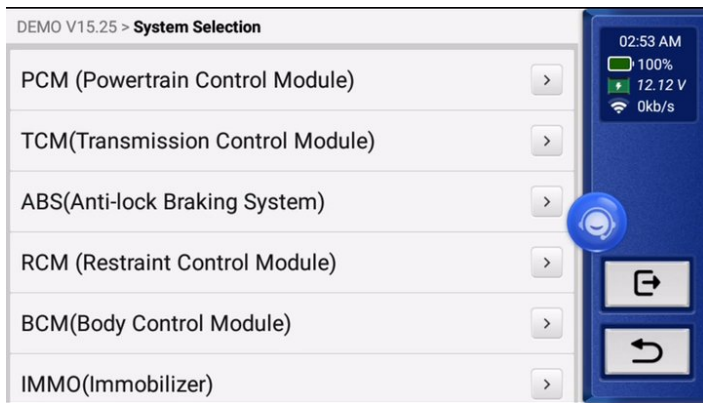 DEMO V15.25 > System Selection
PCM (Powertrain Control Module)
TCM(Transmission Control Module)
ABS(Anti-lock Braking System)
RCM (Restraint Control Module)
BCM(Body Control Module)
IMMO(Immobilizer)
02:53 AM
100%
12.12 V
0kb/s